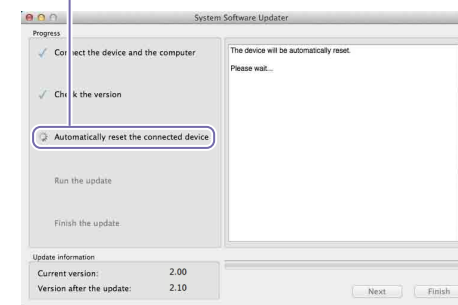 System Software Updater
Progress
Connect the device and the computer
Check the version
Automatically reset the connected device
Run the update
Finish the update
The device will be automatically reset.
Please wait...
Update information
Current version: 2.00
Version after the update: 2.10
Next
Finish